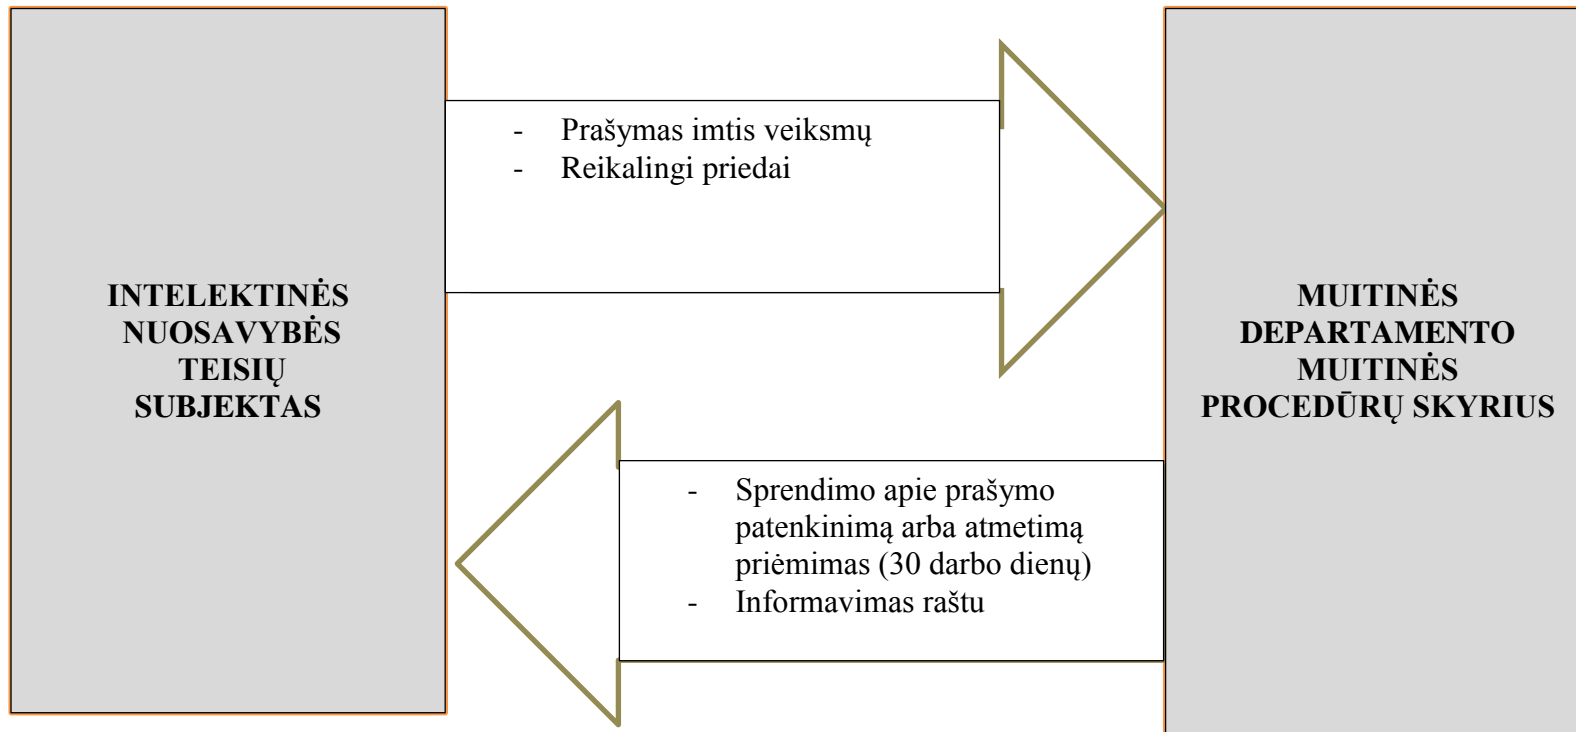 INTELEKTINĖS
NUOSAVYBĖS
TEISIŲ
SUBJEKTAS
- Prašymas imtis veiksmų
- Reikalingi priedai
MUITINĖS
DEPARTAMENTO
MUITINĖS
PROCEDŪRŲ SKYRIUS
- Sprendimo apie prašymo
patenkinimą arba atmetimą
priėmimas (30 darbo dienų)
- Informavimas raštu